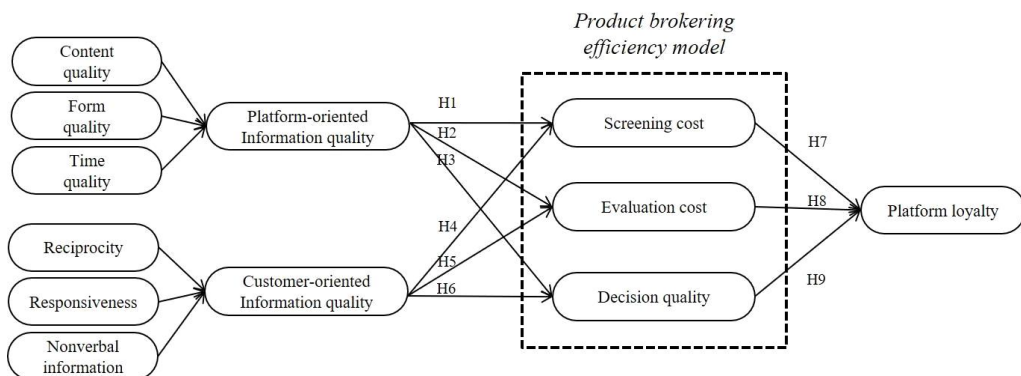 Product brokering
efficiency model
Content
quality
Form
quality
Time
quality
Reciprocity
Responsiveness
Nonverbal
information
Platform-oriented
Information quality
Customer-oriented
Information quality
H1
H2
H3
H4
H5
H6
Screening cost
Evaluation cost
Decision quality
H7
H8
H9
Platform loyalty